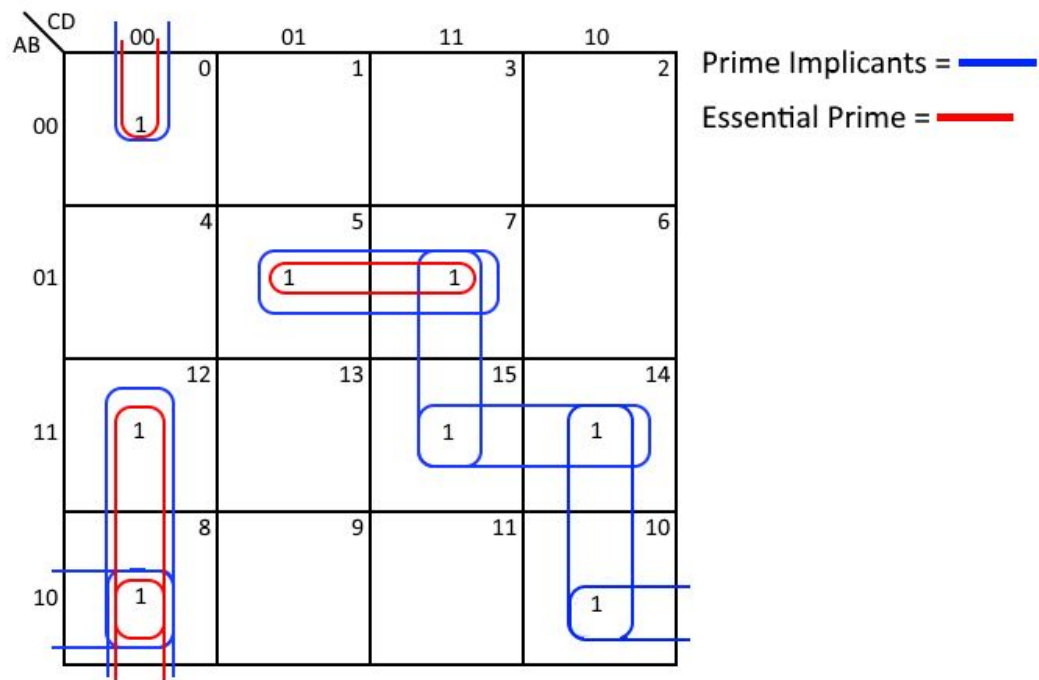 CD
AB
00 01 11 10
Prime Implicants =
Essential Prime =
0 1 3 2
00 1
4 5 7 6
01 1 1
12 13 15 14
11 1 1 1
8 9 11 10
10 1 1